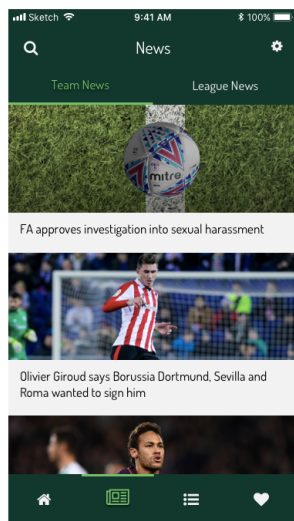 Sketch 9:41 AM 100%
News
Team News League News
mitre
FA approves investigation into sexual harassment
Olivier Giroud says Borussia Dortmund, Sevilla and
Roma wanted to sign him